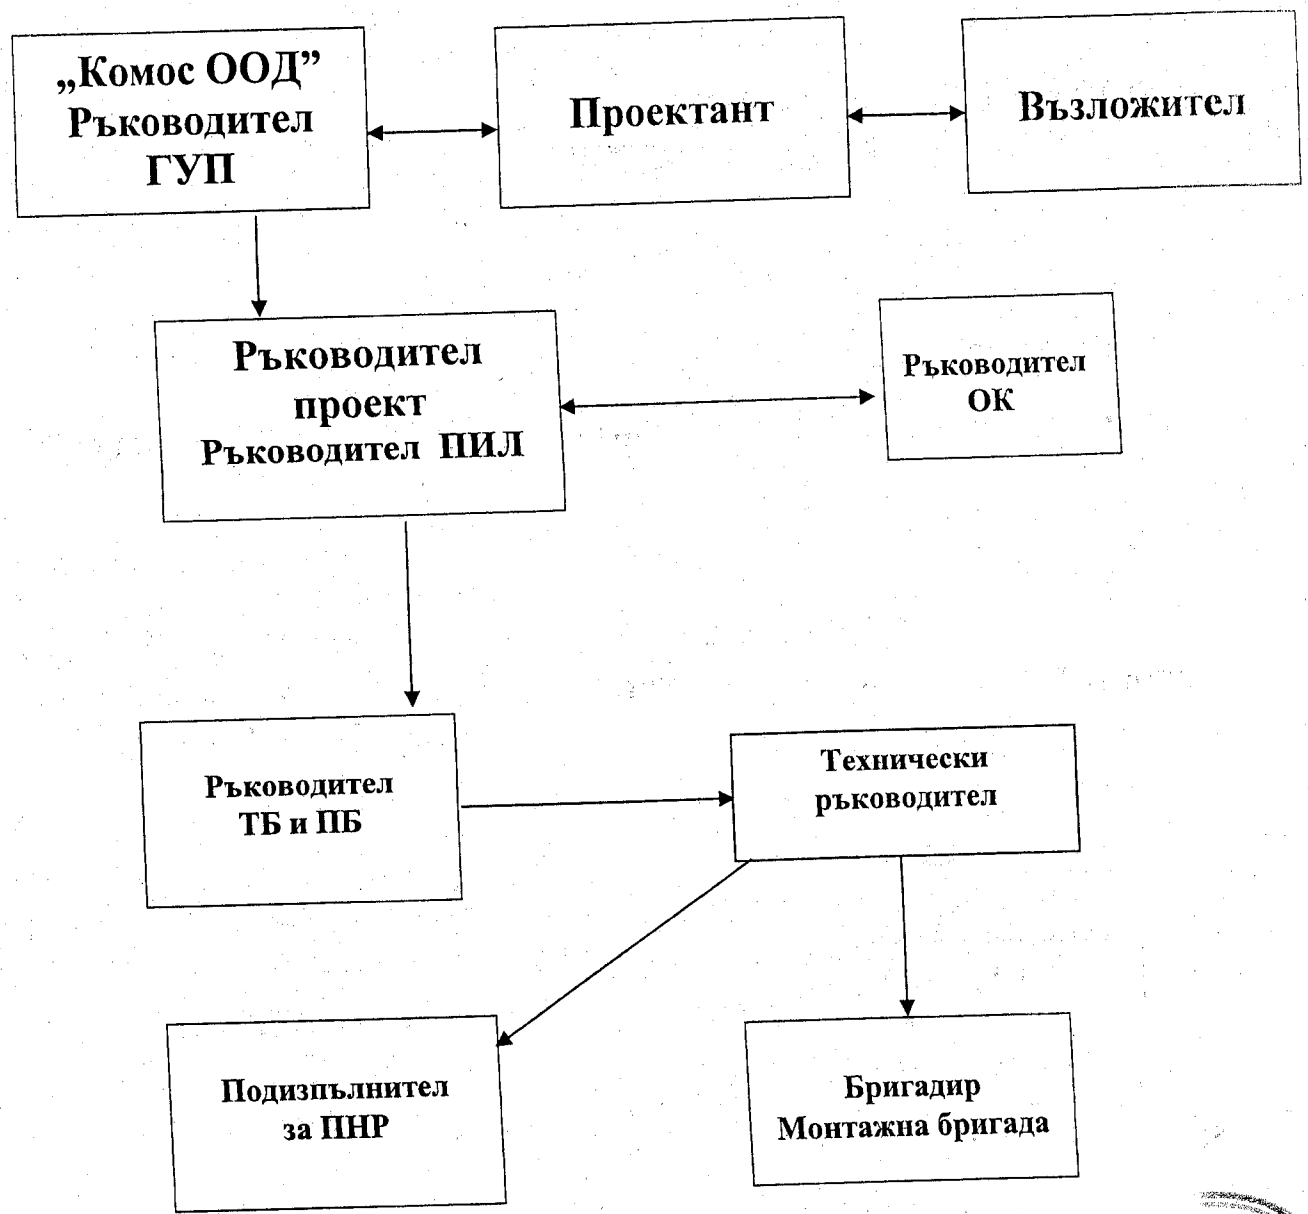 „Комос ООД”
Ръководител
ГУП
Проектант
Възложител
Ръководител
проект
Ръководител ПИЛ
Ръководител
ОК
Ръководител
ТБ и ПБ
Технически
ръководител
Подизпълнител
за ПНР
Бригадир
Монтажна бригада